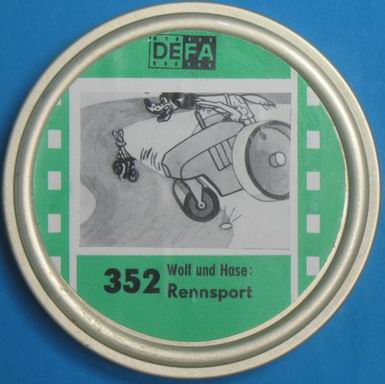 DEFA
352 Wolf und Hase:
Rennsport